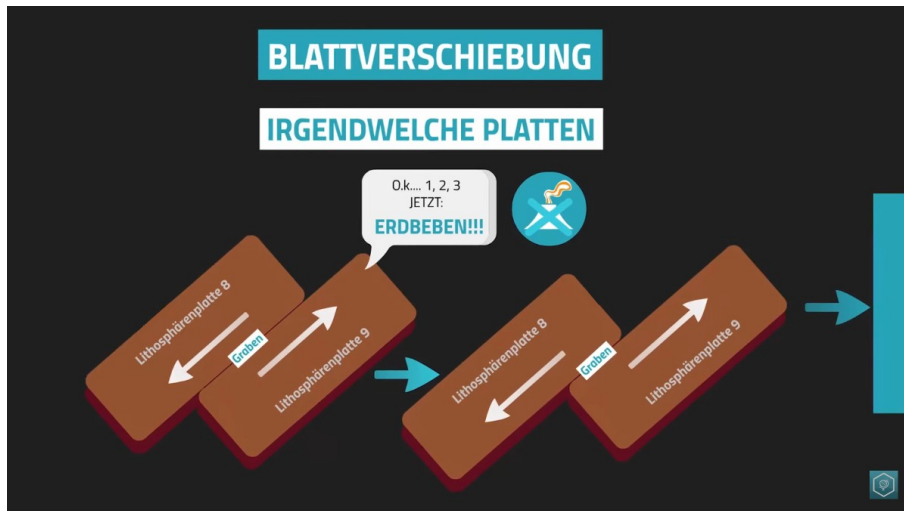 BLATTVERSCHIEBUNG
IRGENDWELCHE PLATTEN
O.k.... 1, 2, 3
JETZT:
ERDBEBEN!!!
Lithosphärenplatte 8
Graben
Lithosphärenplatte 9
Lithosphärenplatte 8
Graben
Lithosphärenplatte 9